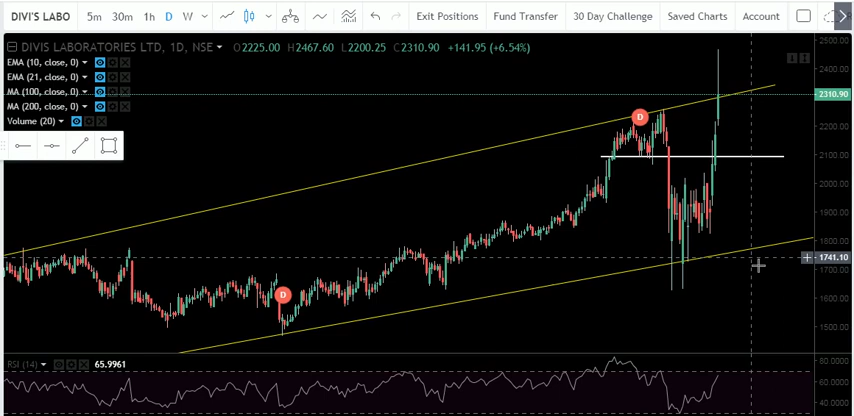 DIVI'S LABO 5m 30m 1h D 2D W Exit Positions Fund Transfer 30 Day Challenge Saved Charts Account
DIVIS LABORATORIES LTD, 1D, NSE O2225.00 H2467.60 L2200.25 C2310.90 +141.95 (+6.54%)
EMA (10, close, 0)
EMA (21, close, 0)
MA (100, close, 0)
MA (200, close, 0)
Volume (20)
D
D
2500.00
2400.00
2310.90
2200.00
2100.00
2000.00
1900.00
1800.00
1741.10
1700.00
1600.00
1500.00
RSI (14) 65.9961
80.0000
60.0000
40.0000